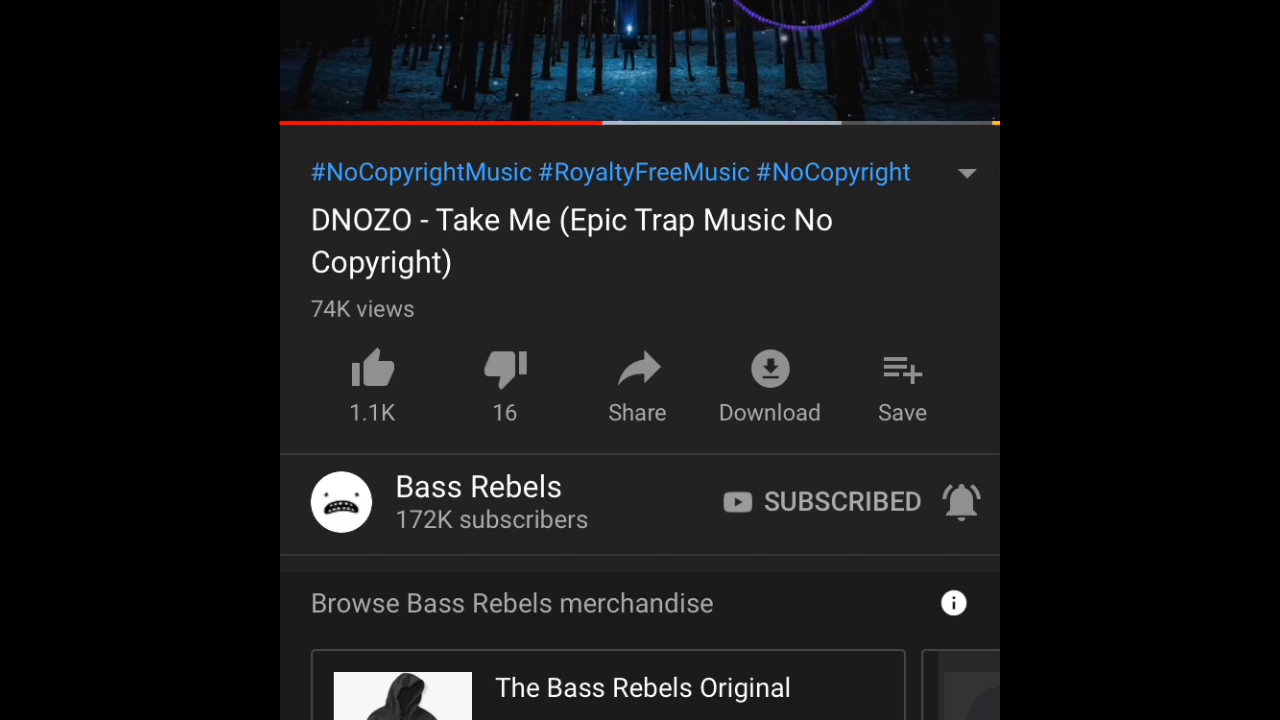 #NoCopyrightMusic #RoyaltyFreeMusic #NoCopyright
DNOZO - Take Me (Epic Trap Music No
Copyright)
74K views
1.1K 16 Share Download Save
Bass Rebels
172K subscribers
SUBSCRIBED
Browse Bass Rebels merchandise
The Bass Rebels Original